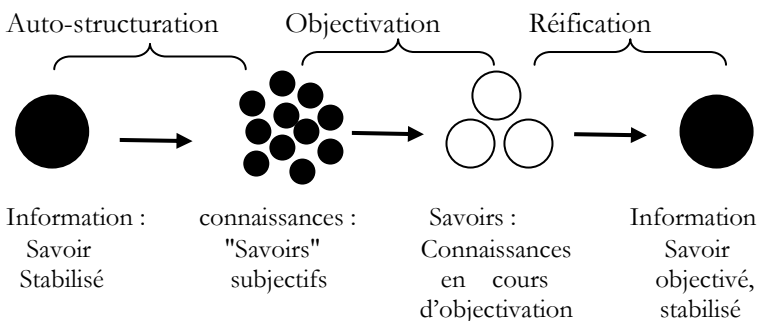 Auto-structuration Objectivation Réification
Information : connaissances : Savoirs : Information
Savoir "Savoirs" Connaissances Savoir
Stabilisé subjectifs en cours objectivé,
d'objectivation stabilisé